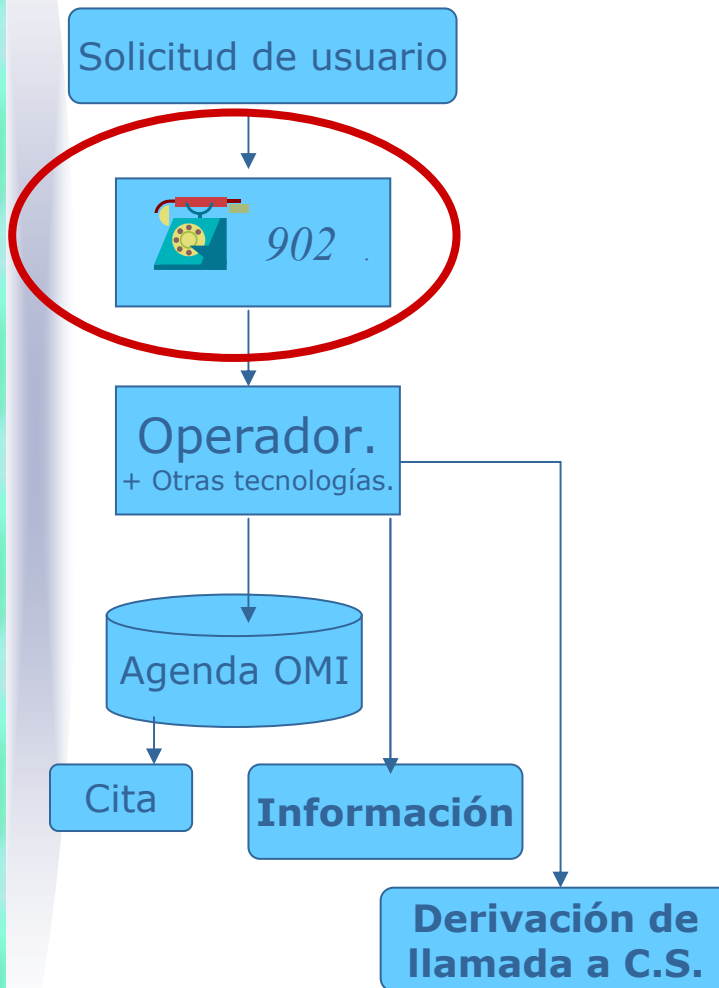 Solicitud de usuario
902 .
Operador.
+ Otras tecnologías.
Agenda OMI
Cita
Información
Derivación de
llamada a C.S.